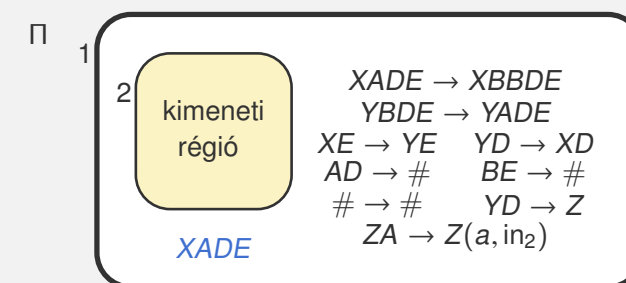 Π
1
2
kimeneti
régió
XADE
XADE → XBBDE
YBDE → YADE
XE → YE YD → XD
AD → # BE → #
# → # YD → Z
ZA → Z(a, in₂)